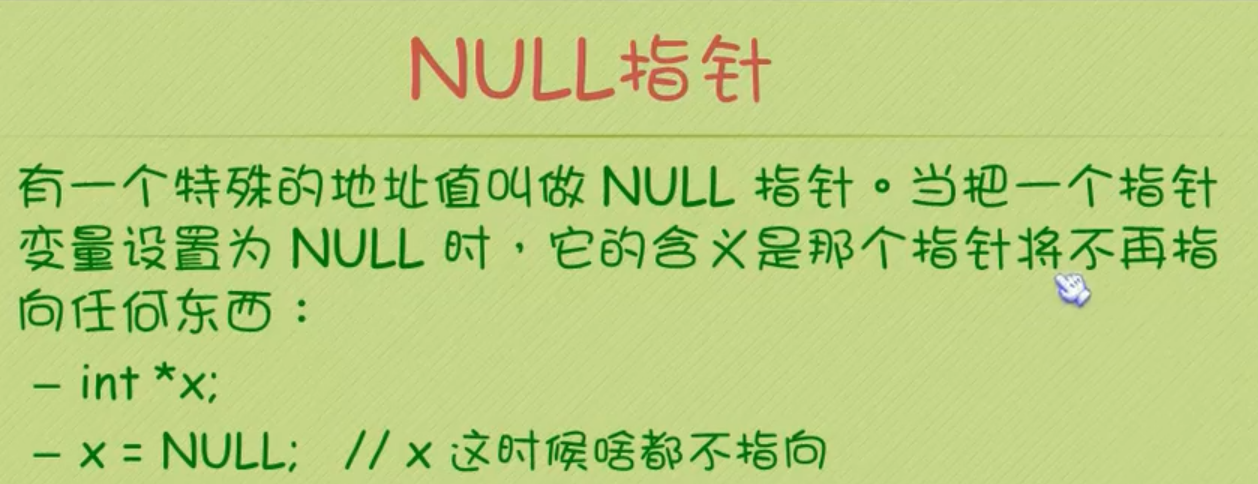 NULL指针
有一个特殊的地址值叫做 NULL 指针。当把一个指针
变量设置为 NULL 时，它的含义是那个指针将不再指
向任何东西：
– int *x;
– x = NULL; // x 这时候啥都不指向